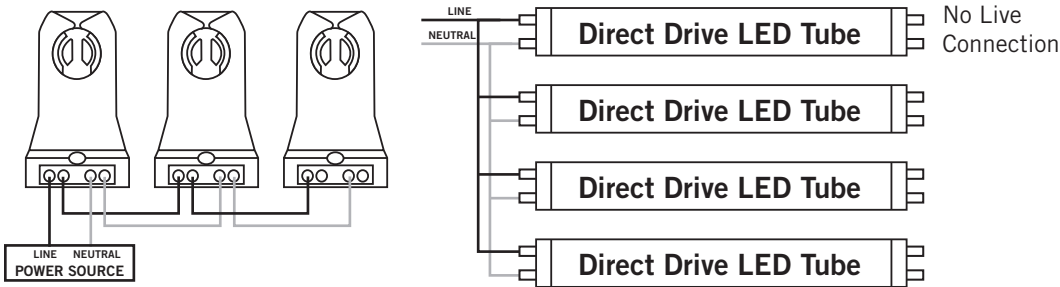 LINE NEUTRAL
POWER SOURCE
LINE
NEUTRAL
Direct Drive LED Tube
No Live
Connection
Direct Drive LED Tube
Direct Drive LED Tube
Direct Drive LED Tube